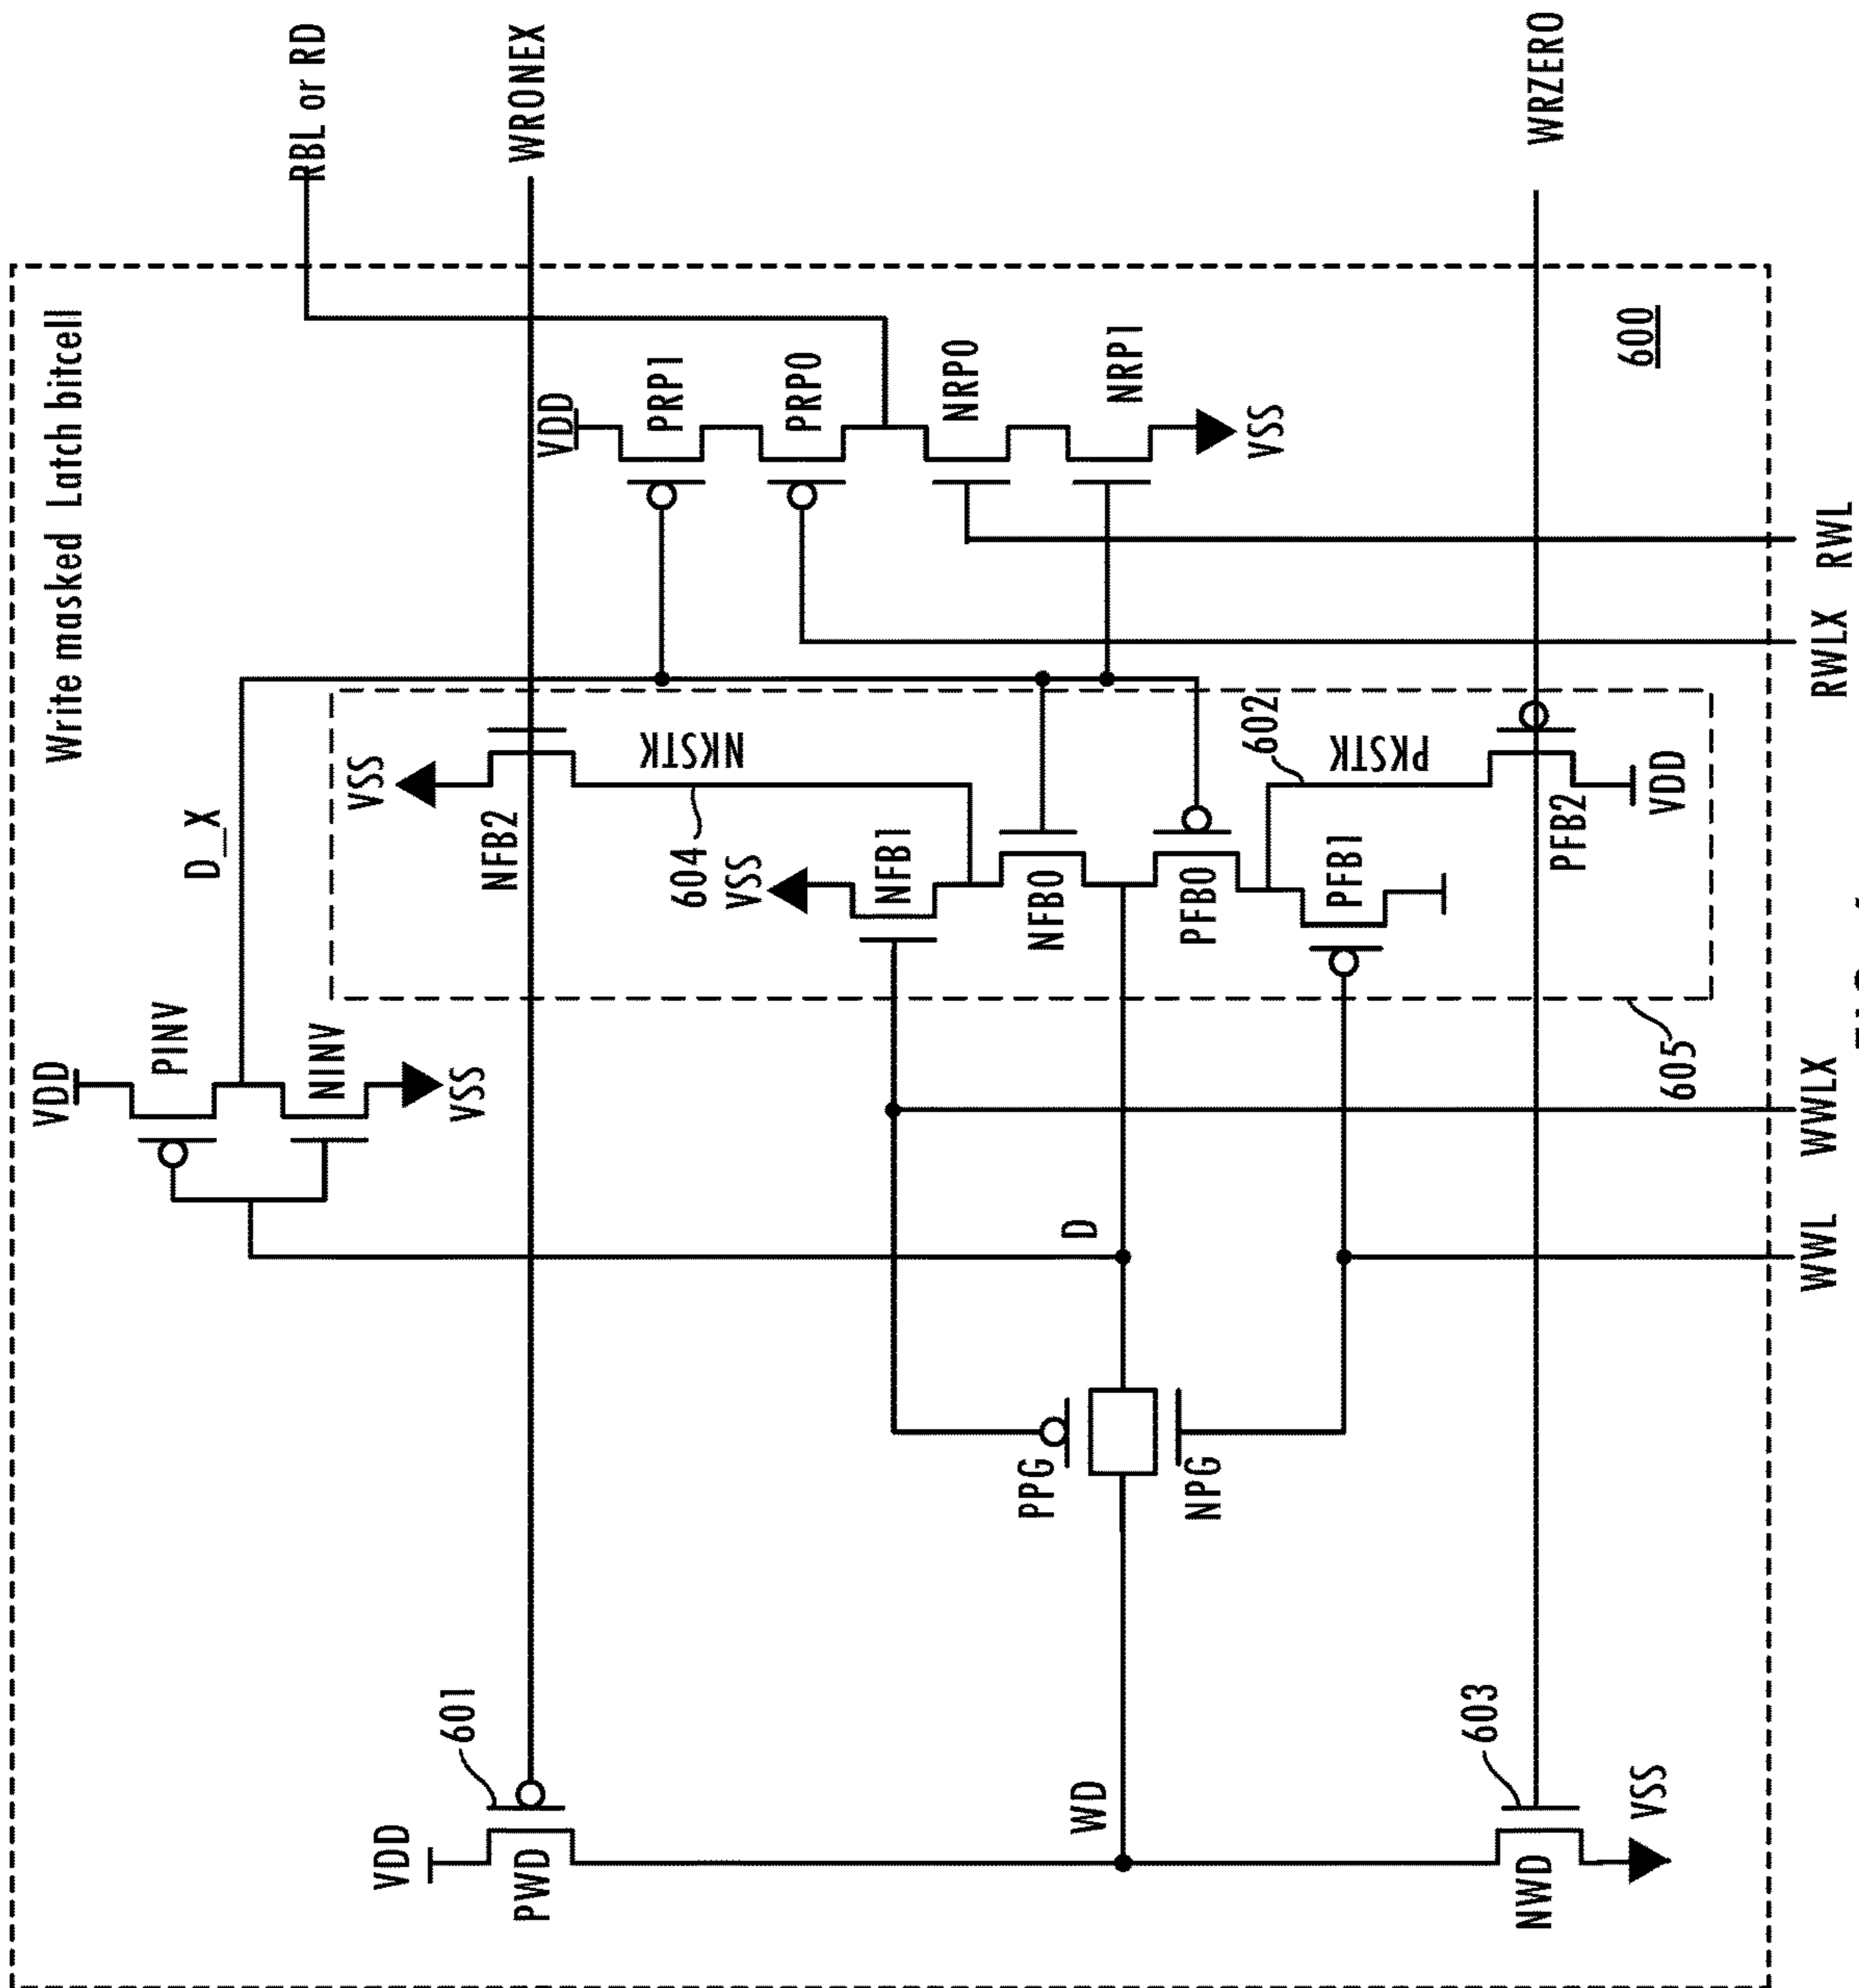 Write masked Latch bitcell
RBL or RD
WRONEX
WRZERO
VDD
PINV
NINV
VSS
D_X
VDD
PRP1
PRP0
NRP0
NRP1
VSS
600
VSS
NFB2
NKSTK
604
VSS
NFB1
NFB0
PFB0
PFB1
602
PKSTK
PFB2
VDD
605
D
PPG
NPG
WD
601
VDD
PWD
603
NWD
VSS
WWL
WWLX
RWLX
RWL